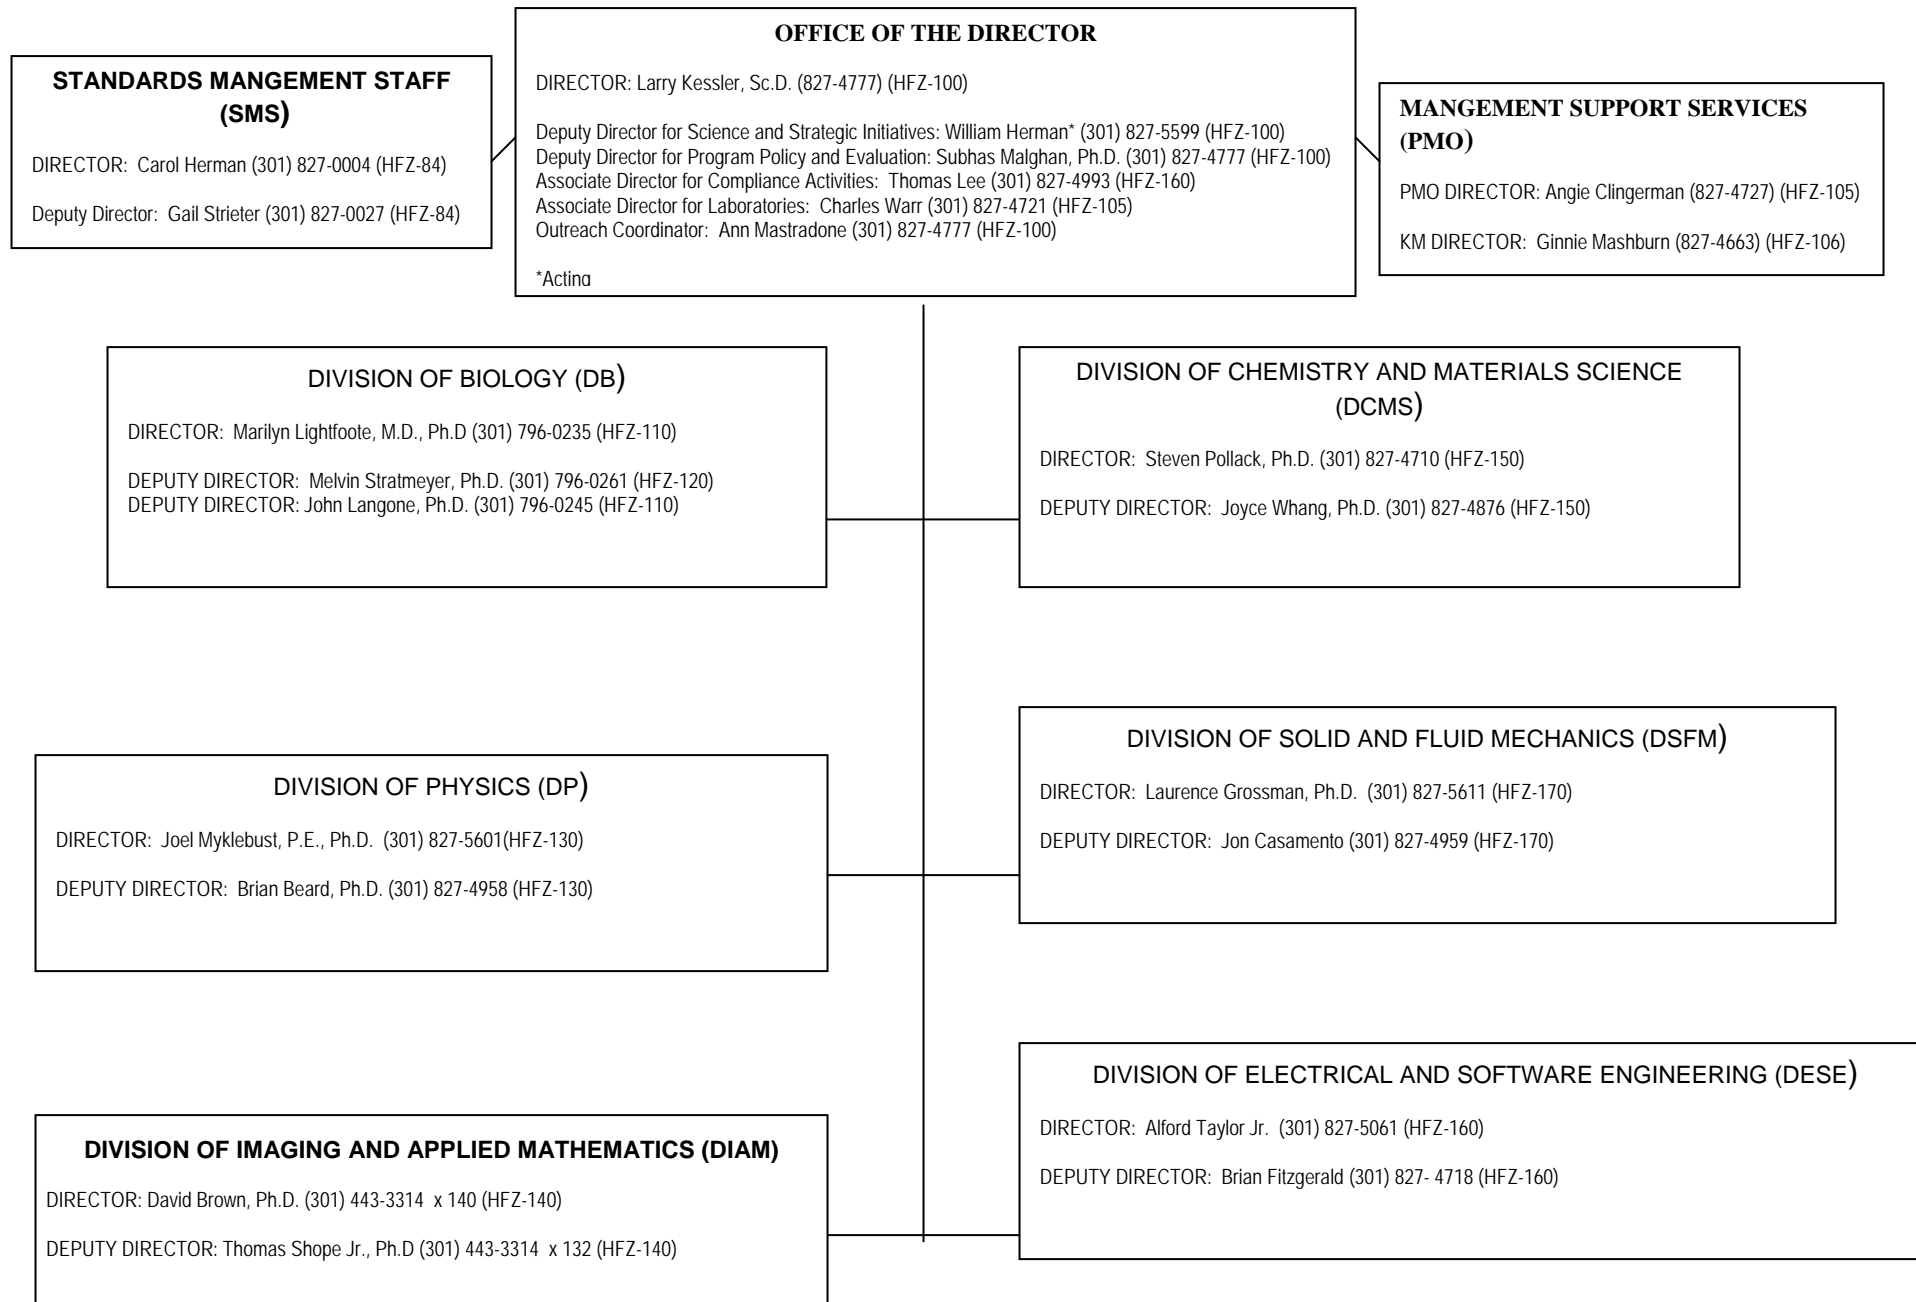 STANDARDS MANGEMENT STAFF
(SMS)
DIRECTOR: Carol Herman (301) 827-0004 (HFZ-84)
Deputy Director: Gail Strieter (301) 827-0027 (HFZ-84)
OFFICE OF THE DIRECTOR
DIRECTOR: Larry Kessler, Sc.D. (827-4777) (HFZ-100)
Deputy Director for Science and Strategic Initiatives: William Herman* (301) 827-5599 (HFZ-100)
Deputy Director for Program Policy and Evaluation: Subhas Malghan, Ph.D. (301) 827-4777 (HFZ-100)
Associate Director for Compliance Activities: Thomas Lee (301) 827-4993 (HFZ-160)
Associate Director for Laboratories: Charles Warr (301) 827-4721 (HFZ-105)
Outreach Coordinator: Ann Mastradone (301) 827-4777 (HFZ-100)
*Acting
MANGEMENT SUPPORT SERVICES
(PMO)
PMO DIRECTOR: Angie Clingerman (827-4727) (HFZ-105)
KM DIRECTOR: Ginnie Mashburn (827-4663) (HFZ-106)
DIVISION OF BIOLOGY (DB)
DIRECTOR: Marilyn Lightfoote, M.D., Ph.D (301) 796-0235 (HFZ-110)
DEPUTY DIRECTOR: Melvin Stratmeyer, Ph.D. (301) 796-0261 (HFZ-120)
DEPUTY DIRECTOR: John Langone, Ph.D. (301) 796-0245 (HFZ-110)
DIVISION OF CHEMISTRY AND MATERIALS SCIENCE
(DCMS)
DIRECTOR: Steven Pollack, Ph.D. (301) 827-4710 (HFZ-150)
DEPUTY DIRECTOR: Joyce Whang, Ph.D. (301) 827-4876 (HFZ-150)
DIVISION OF PHYSICS (DP)
DIRECTOR: Joel Myklebust, P.E., Ph.D. (301) 827-5601(HFZ-130)
DEPUTY DIRECTOR: Brian Beard, Ph.D. (301) 827-4958 (HFZ-130)
DIVISION OF SOLID AND FLUID MECHANICS (DSFM)
DIRECTOR: Laurence Grossman, Ph.D. (301) 827-5611 (HFZ-170)
DEPUTY DIRECTOR: Jon Casamento (301) 827-4959 (HFZ-170)
DIVISION OF IMAGING AND APPLIED MATHEMATICS (DIAM)
DIRECTOR: David Brown, Ph.D. (301) 443-3314 x 140 (HFZ-140)
DEPUTY DIRECTOR: Thomas Shope Jr., Ph.D (301) 443-3314 x 132 (HFZ-140)
DIVISION OF ELECTRICAL AND SOFTWARE ENGINEERING (DESE)
DIRECTOR: Alford Taylor Jr. (301) 827-5061 (HFZ-160)
DEPUTY DIRECTOR: Brian Fitzgerald (301) 827- 4718 (HFZ-160)